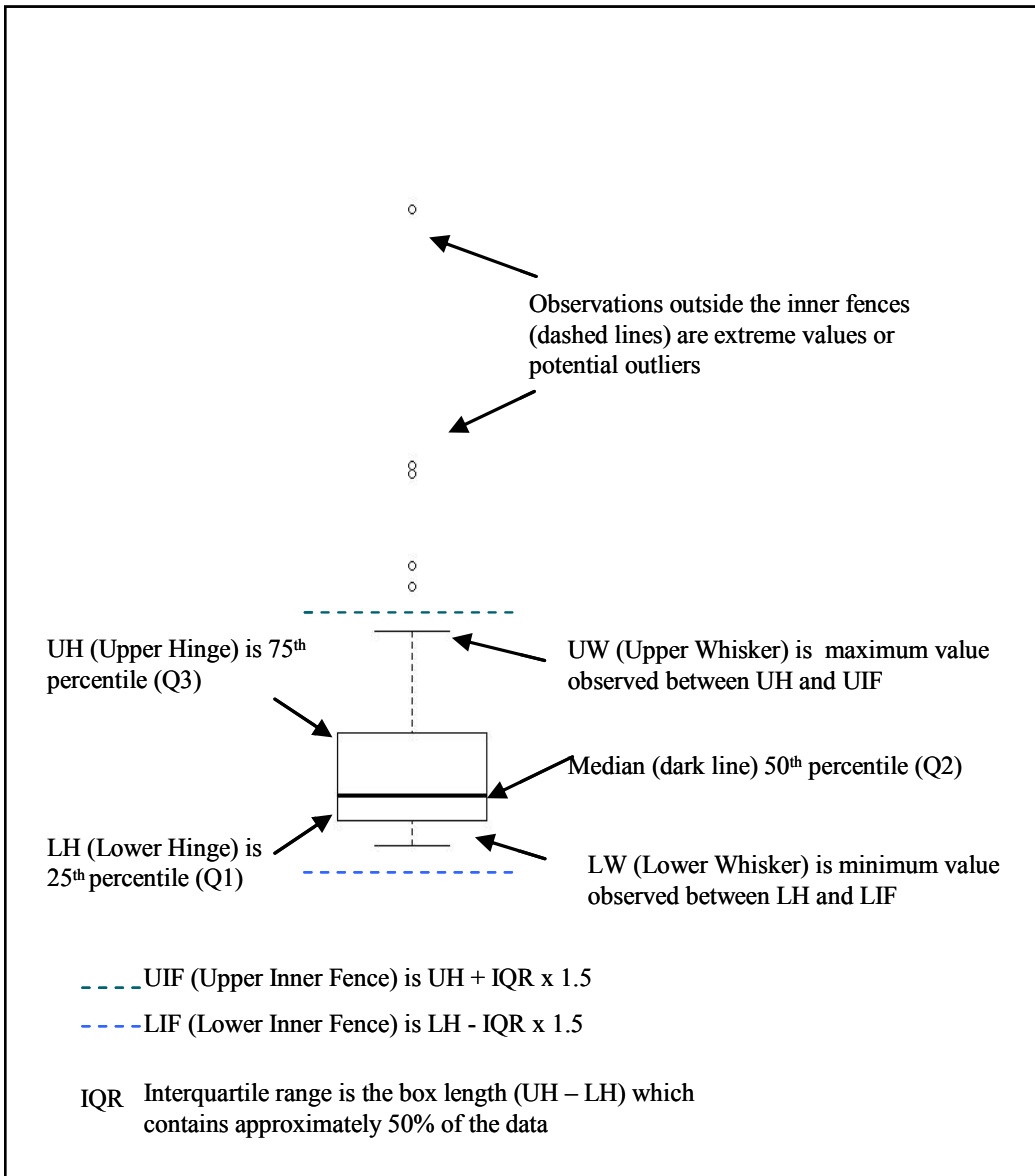 Observations outside the inner fences
(dashed lines) are extreme values or
potential outliers
UH (Upper Hinge) is 75th
percentile (Q3)
UW (Upper Whisker) is  maximum value
observed between UH and UIF
Median (dark line) 50th percentile (Q2)
LH (Lower Hinge) is
25th percentile (Q1)
LW (Lower Whisker) is minimum value
observed between LH and LIF
UIF (Upper Inner Fence) is UH + IQR x 1.5
LIF (Lower Inner Fence) is LH - IQR x 1.5
IQR Interquartile range is the box length (UH – LH) which
contains approximately 50% of the data